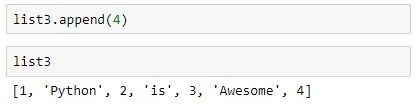 list3.append(4)
list3
[1, 'Python', 2, 'is', 3, 'Awesome', 4]